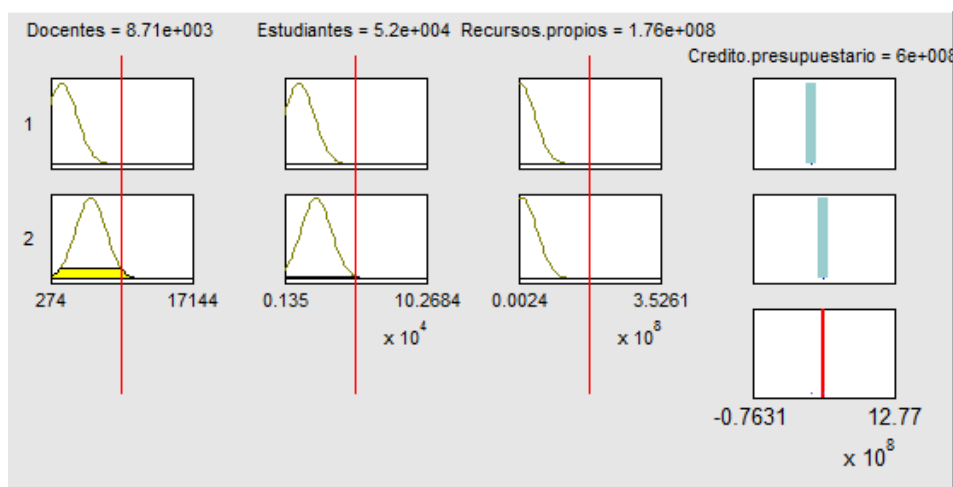 Docentes = 8.71e+003
Estudiantes = 5.2e+004
Recursos.propios = 1.76e+008
Credito.presupuestario = 6e+008
1
2
274
17144
0.135
10.2684
x 10^4
0.0024
3.5261
x 10^8
-0.7631
12.77
x 10^8